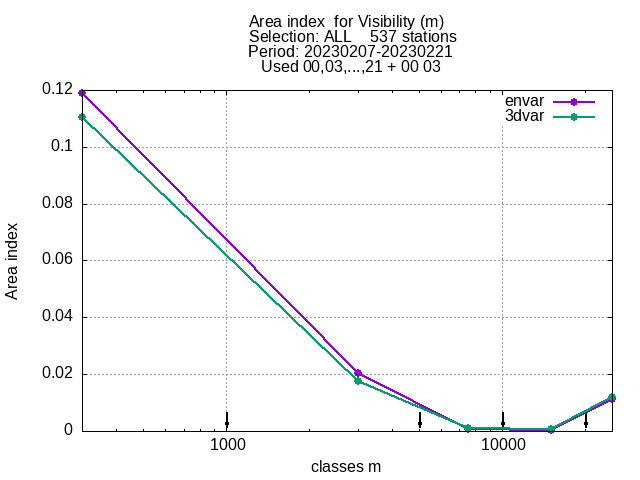 Area index  for Visibility (m)
Selection: ALL    537 stations
Period: 20230207-20230221
Used 00,03,...,21 + 00 03
envar
3dvar
0.12
0.1
0.08
0.06
0.04
0.02
0
Area index
1000
10000
classes m